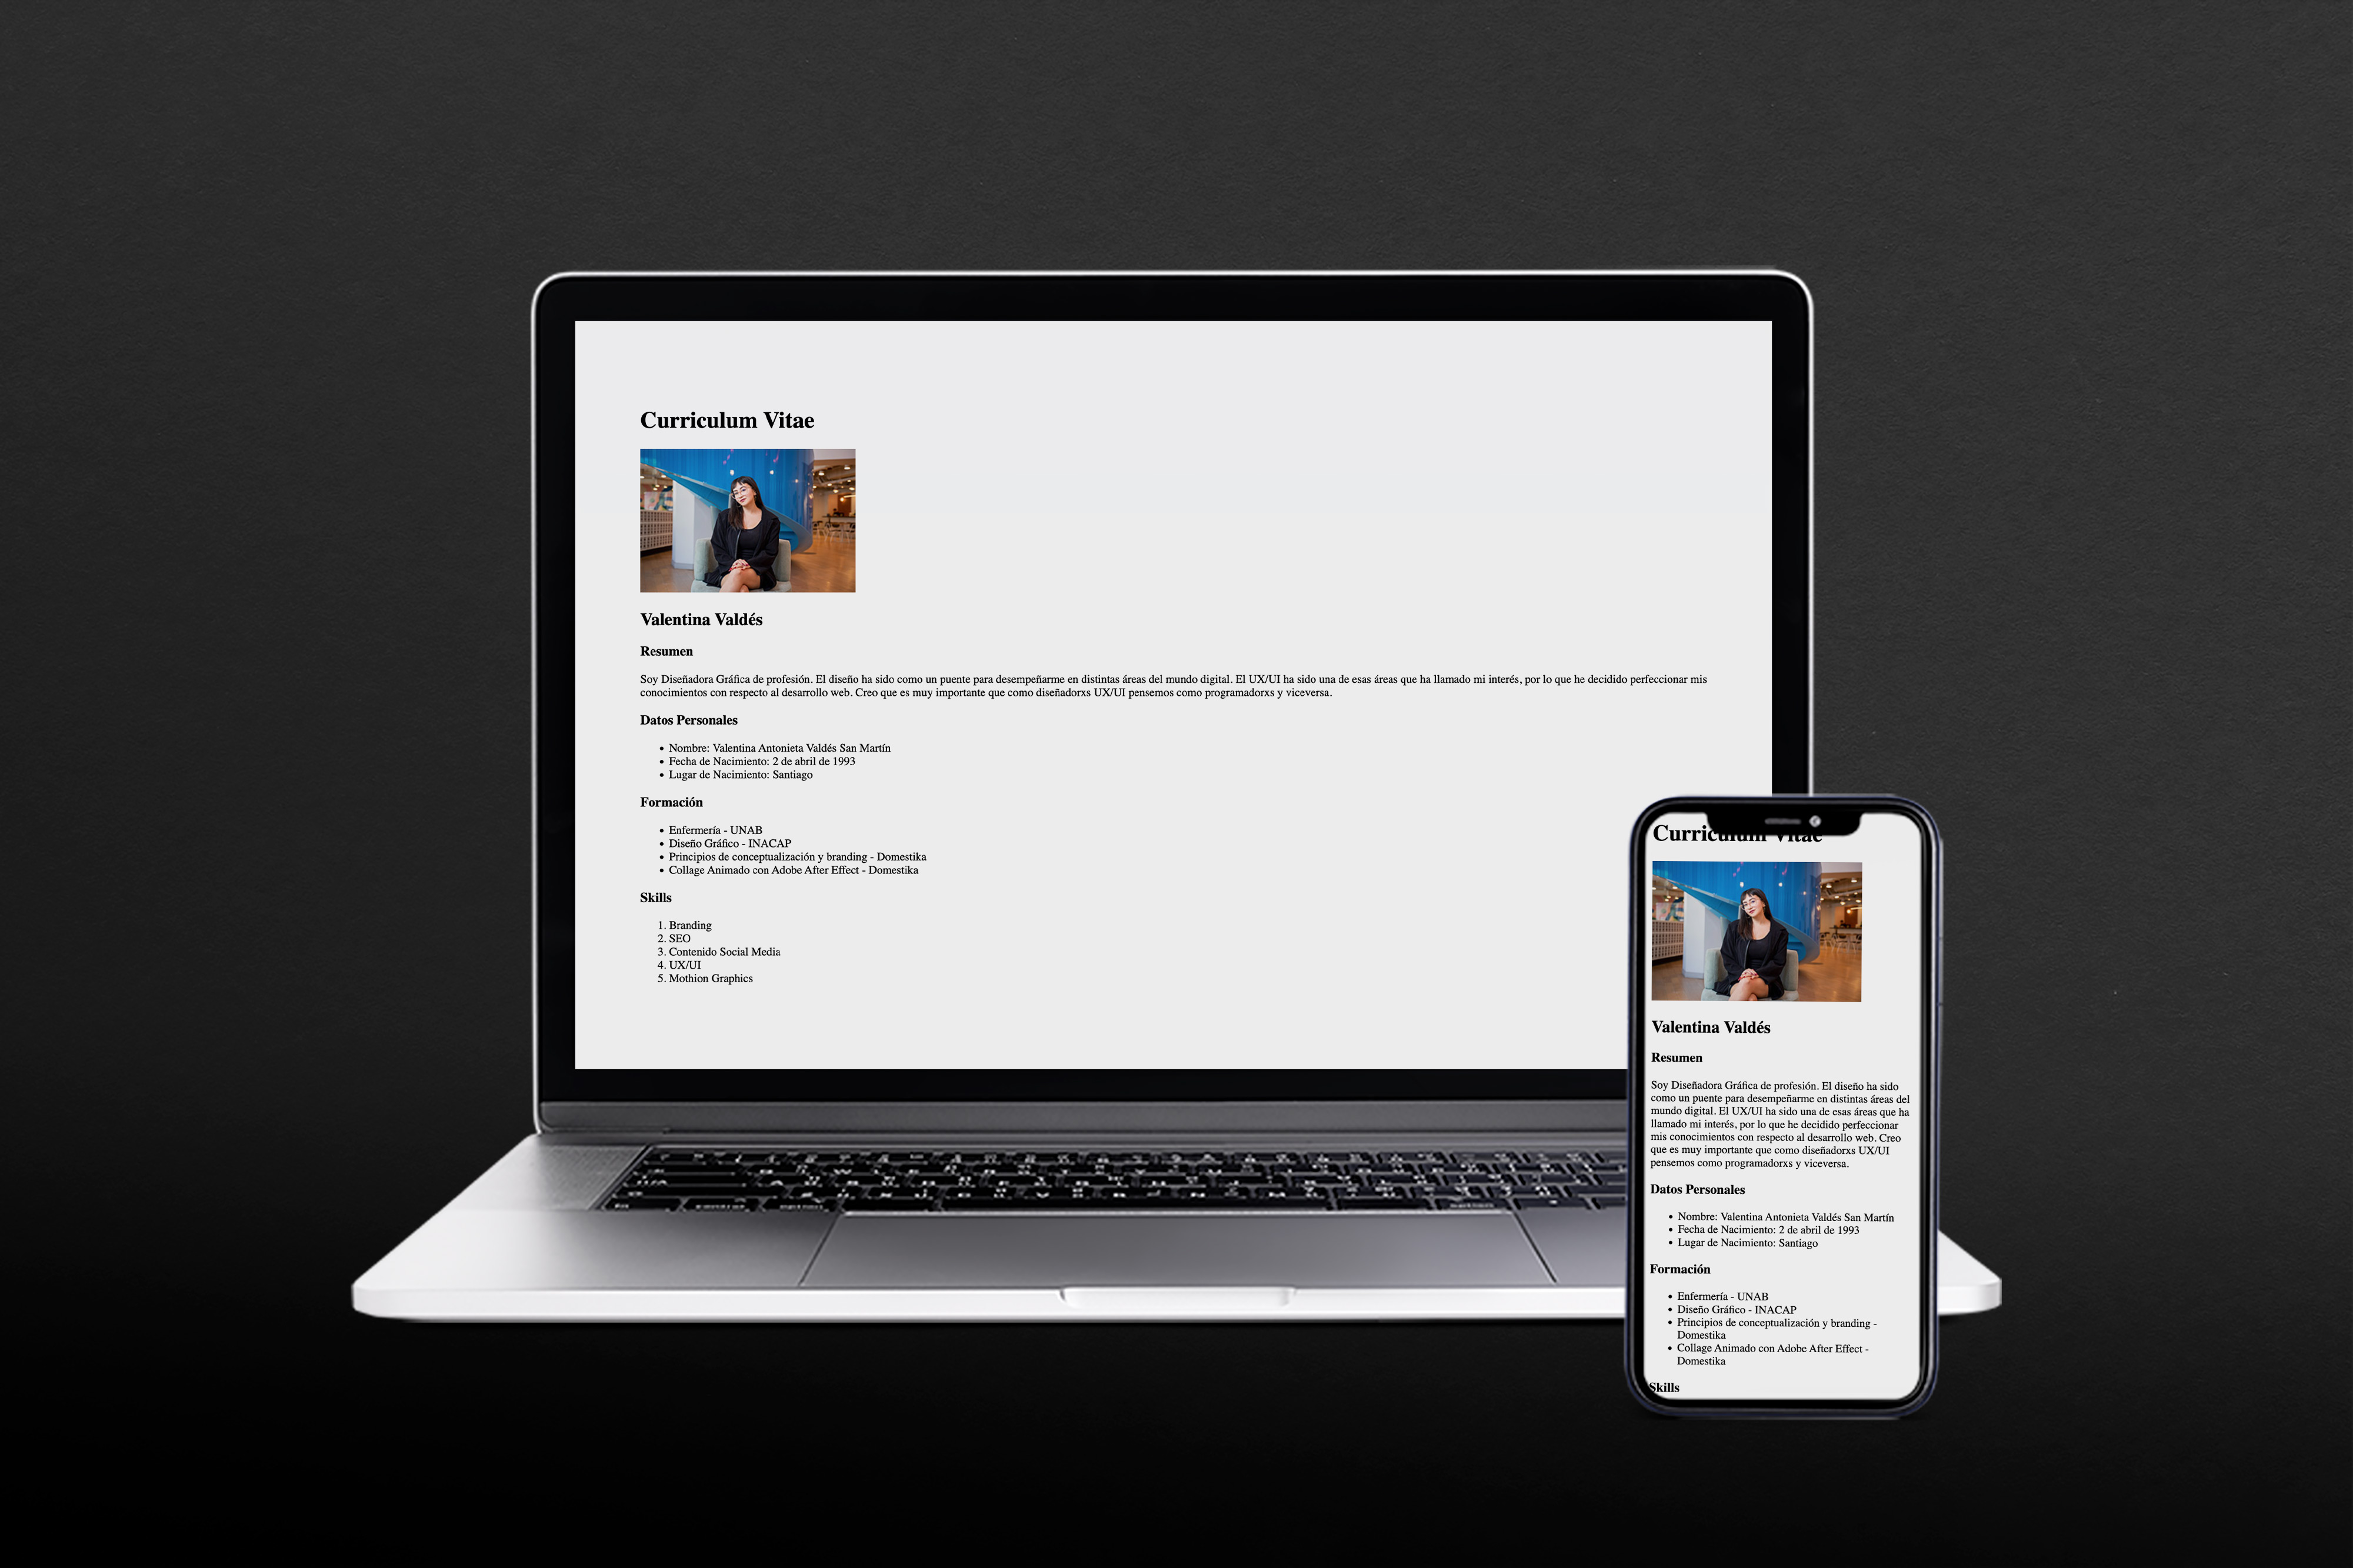 Curriculum Vitae
Valentina Valdés
Resumen
Soy Diseñadora Gráfica de profesión. El diseño ha sido como un puente para desempeñarme en distintas áreas del mundo digital. El UX/UI ha sido una de esas áreas que ha llamado mi interés, por lo que he decidido perfeccionar mis
conocimientos con respecto al desarrollo web. Creo que es muy importante que como diseñadorxs UX/UI pensemos como programadorxs y viceversa.
Datos Personales
• Nombre: Valentina Antonieta Valdés San Martín
• Fecha de Nacimiento: 2 de abril de 1993
• Lugar de Nacimiento: Santiago
Formación
• Enfermería - UNAB
• Diseño Gráfico - INACAP
• Principios de conceptualización y branding - Domestika
• Collage Animado con Adobe After Effect - Domestika
Skills
1. Branding
2. SEO
3. Contenido Social Media
4. UX/UI
5. Mothion Graphics
Curriculum Vitae
Valentina Valdés
Resumen
Soy Diseñadora Gráfica de profesión. El diseño ha sido
como un puente para desempeñarme en distintas áreas del
mundo digital. El UX/UI ha sido una de esas áreas que ha
llamado mi interés, por lo que he decidido perfeccionar
mis conocimientos con respecto al desarrollo web. Creo
que es muy importante que como diseñadorxs UX/UI
pensemos como programadorxs y viceversa.
Datos Personales
• Nombre: Valentina Antonieta Valdés San Martín
• Fecha de Nacimiento: 2 de abril de 1993
• Lugar de Nacimiento: Santiago
Formación
• Enfermería - UNAB
• Diseño Gráfico - INACAP
• Principios de conceptualización y branding -
Domestika
• Collage Animado con Adobe After Effect -
Domestika
Skills